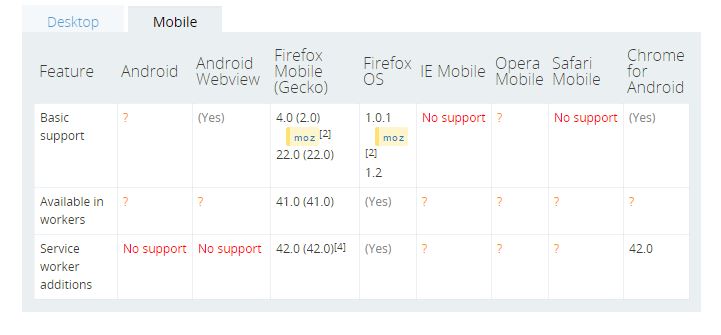 Desktop
Mobile
Feature Android Android Webview Firefox Mobile (Gecko) Firefox OS IE Mobile Opera Mobile Safari Mobile Chrome for Android
Basic support ? (Yes) 4.0 (2.0) moz [2] 22.0 (22.0) 1.0.1 moz [2] 1.2 No support ? No support (Yes)
Available in workers ? ? 41.0 (41.0) (Yes) ? ? ? ?
Service worker additions No support No support 42.0 (42.0)[4] (Yes) ? ? ? 42.0